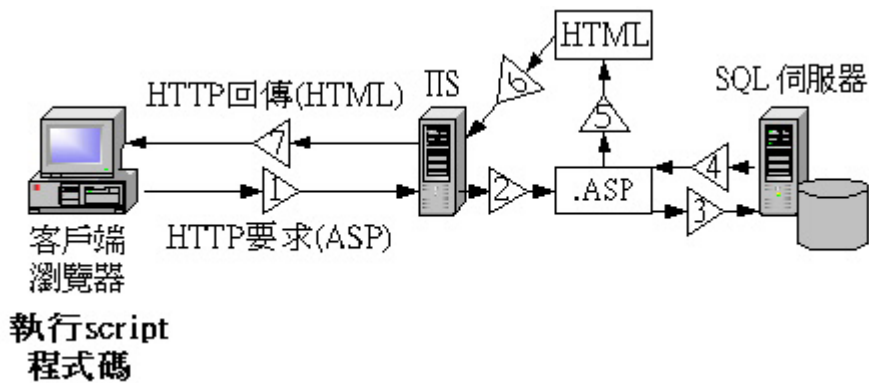 HTML
6
HTTP回傳(HTML)
IIS
SQL 伺服器
7
5
4
1
2
.ASP
3
HTTP要求(ASP)
客戶端
瀏覽器
執行script
程式碼